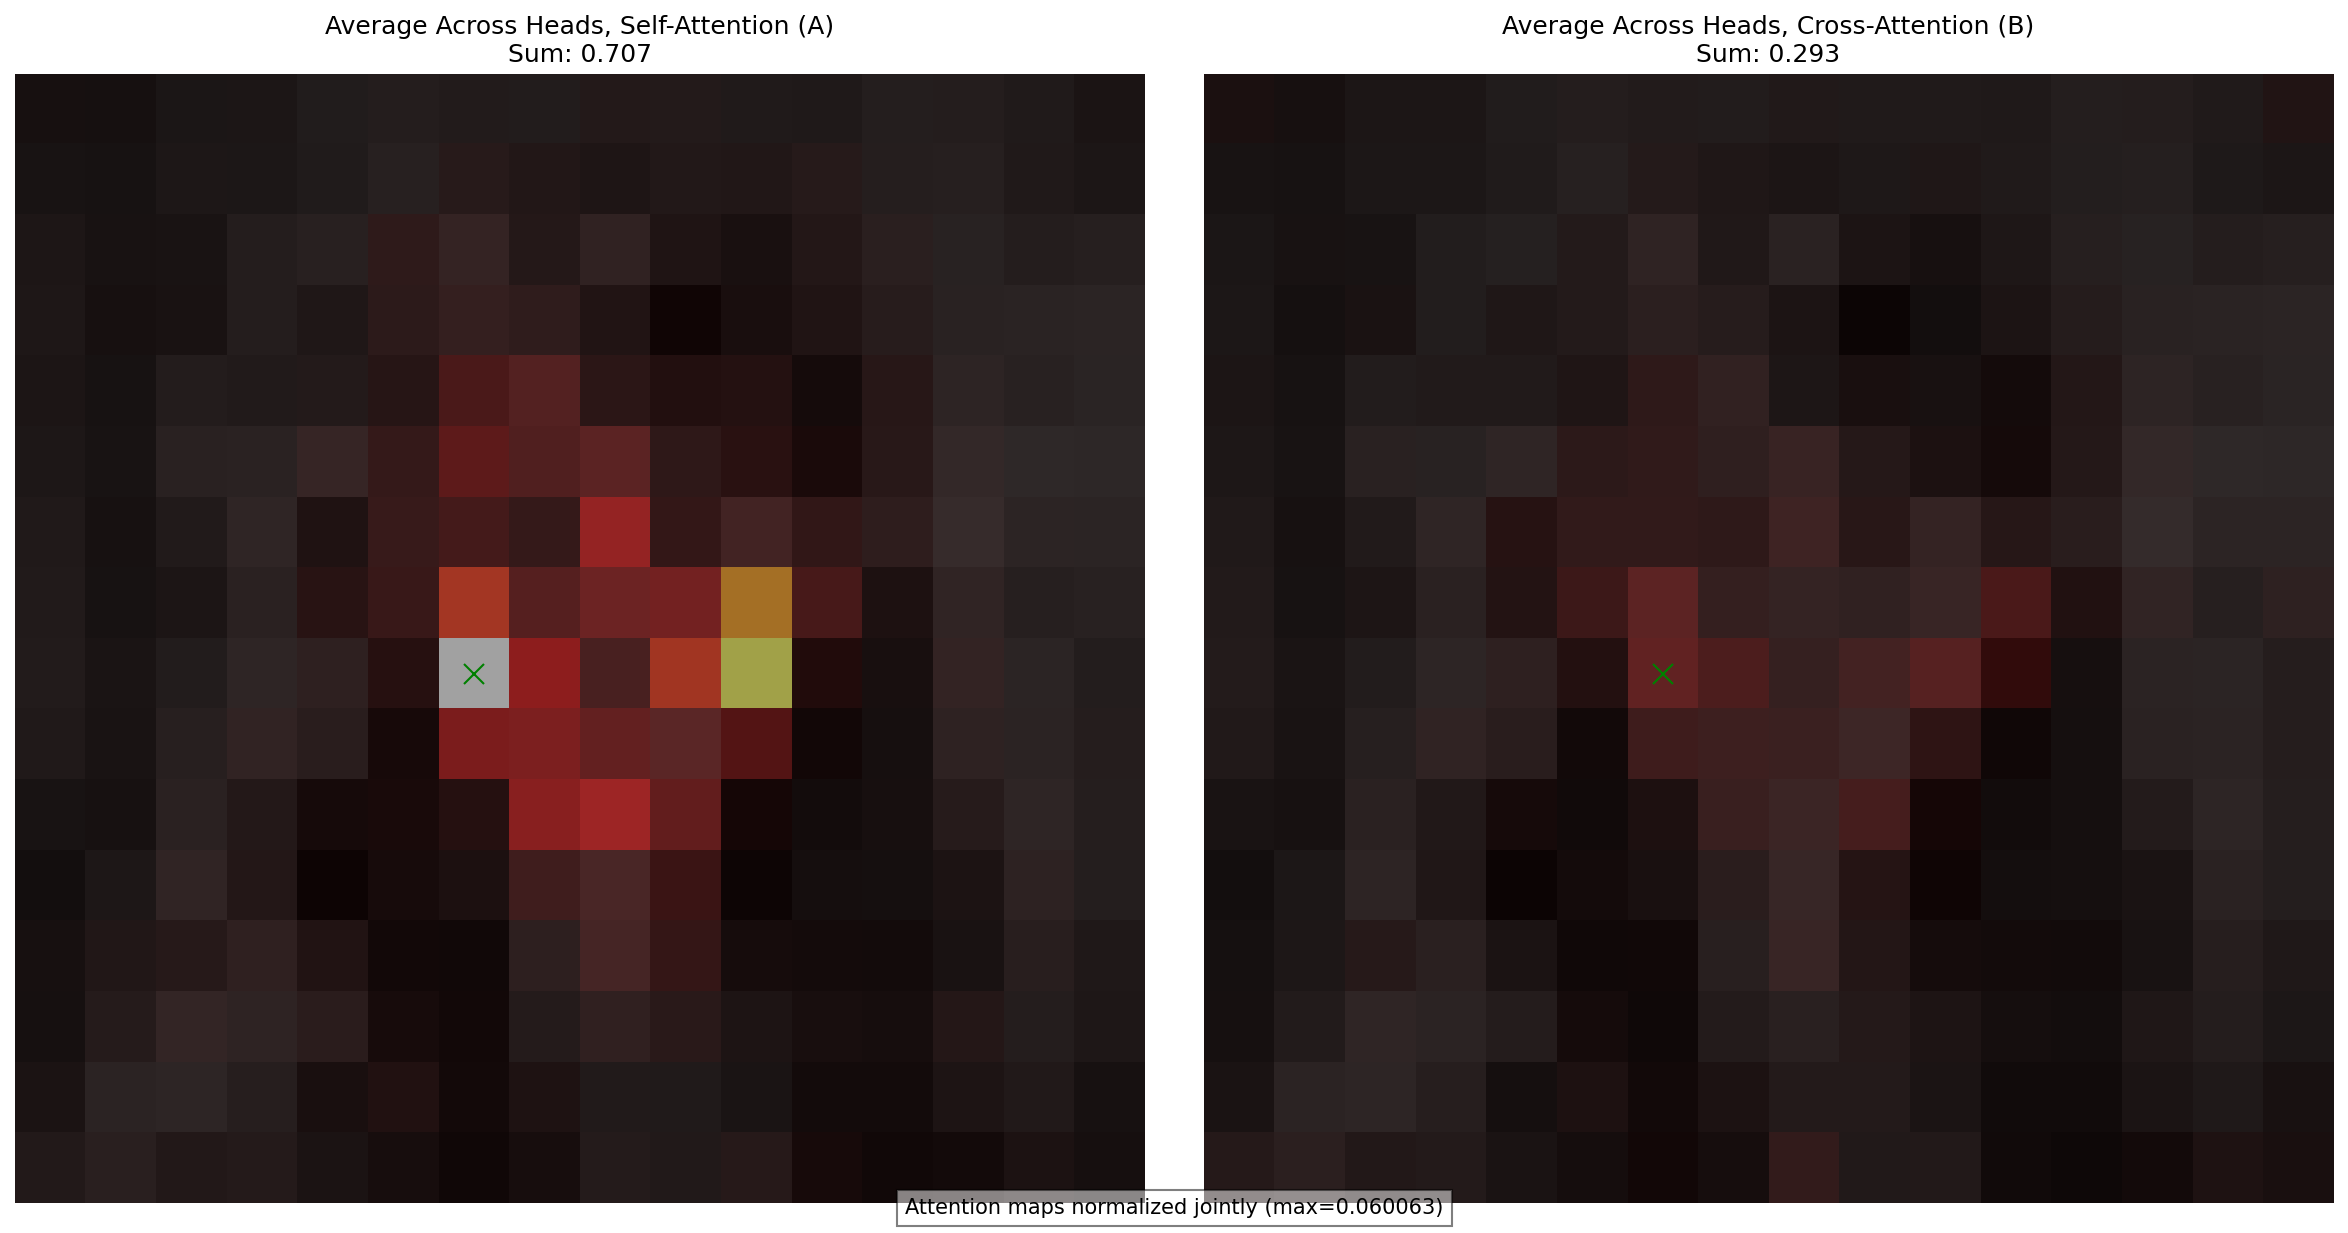 Average Across Heads, Self-Attention (A)
Sum: 0.707
Average Across Heads, Cross-Attention (B)
Sum: 0.293
Attention maps normalized jointly (max=0.060063)